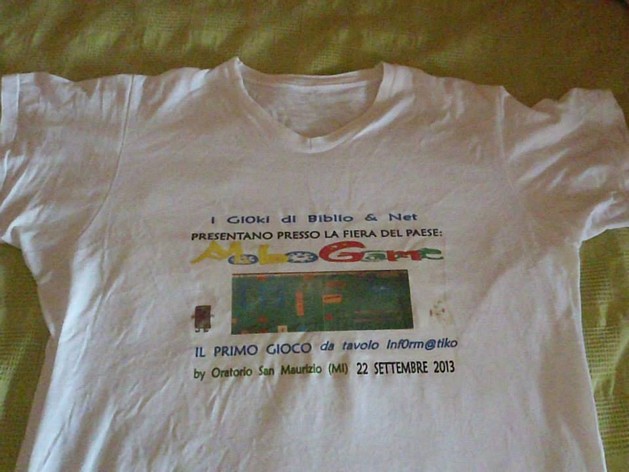 I GIOki di Biblio & Net
PRESENTANO PRESSO LA FIERA DEL PAESE:
IL PRIMO GIOCO da tavolo Inf0rm@tiko
by Oratorio San Maurizio (MI) 22 SETTEMBRE 2013